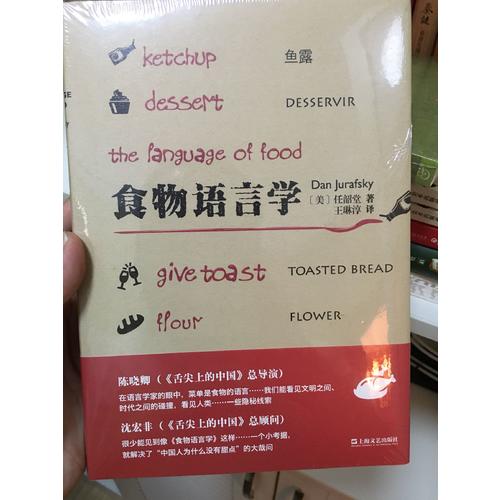 ketchup 鱼露
dessert DESSERVIR
the language of food
Dan Jurafsky
食物语言学
［美］任韶堂 著
王琳淳 译
give toast TOASTED BREAD
flour FLOWER
陈晓卿（《舌尖上的中国》总导演）
在语言学家的眼中，菜单是食物的语言……我们能看见文明之间、
时代之间的碰撞，看见人类……一些隐秘线索
沈宏非（《舌尖上的中国》总顾问）
很少能见到像《食物语言学》这样……一个小考据，
就解决了“中国人为什么没有甜点”的大哉问
上海文艺出版社